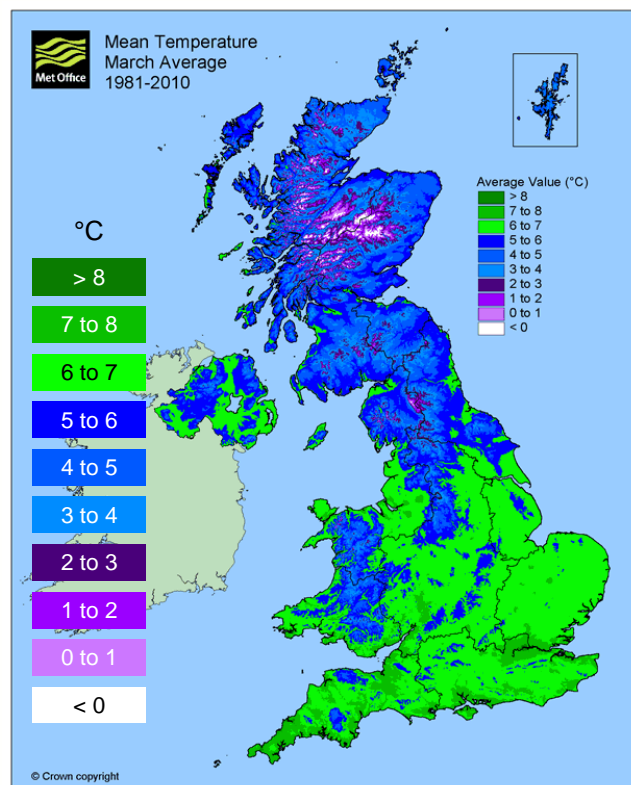 Met Office
Mean Temperature
March Average
1981-2010
°C
> 8
7 to 8
6 to 7
5 to 6
4 to 5
3 to 4
2 to 3
1 to 2
0 to 1
< 0
Average Value (°C)
> 8
7 to 8
6 to 7
5 to 6
4 to 5
3 to 4
2 to 3
1 to 2
0 to 1
< 0
© Crown copyright